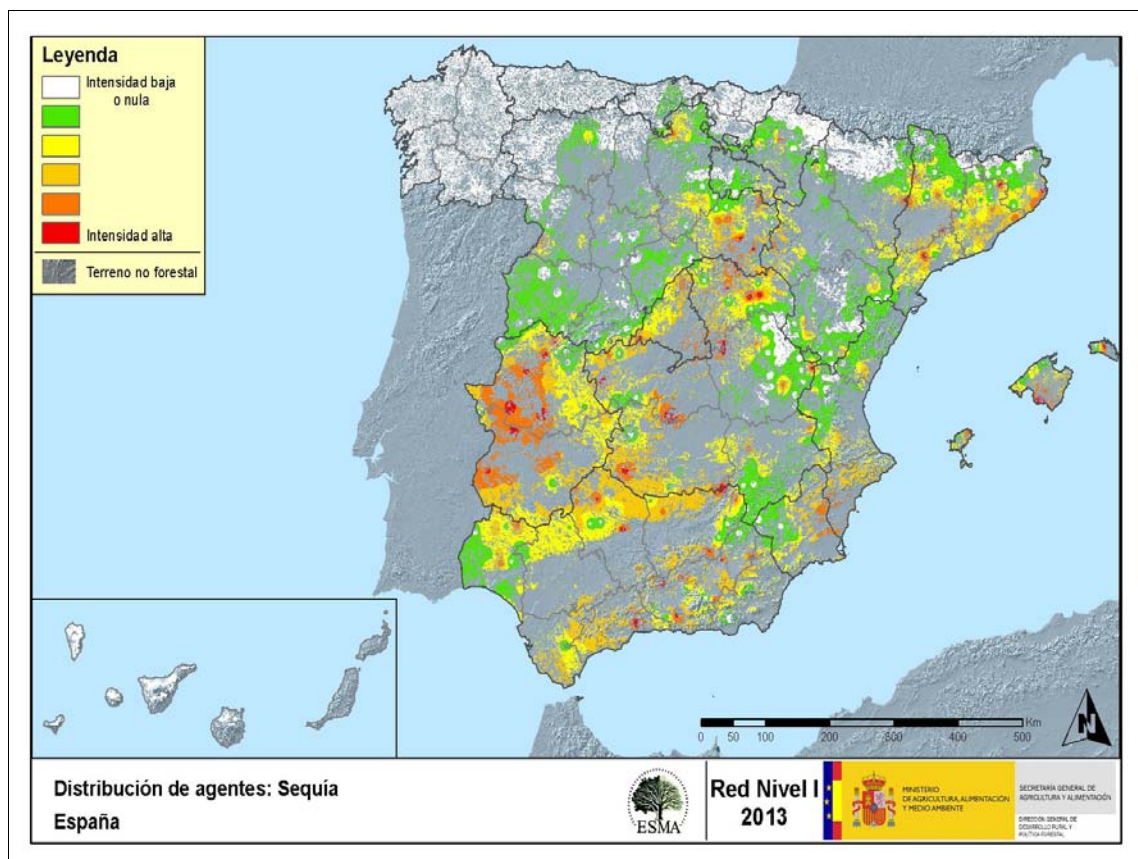 Leyenda
Intensidad baja
o nula
Intensidad alta
Terreno no forestal
N
Km
0 50 100 200 300 400 500
Distribución de agentes: Sequía
España
ESMA
Red Nivel I
2013
MINISTERIO
DE AGRICULTURA, ALIMENTACIÓN
Y MEDIO AMBIENTE
SECRETARÍA GENERAL DE
AGRICULTURA Y ALIMENTACIÓN
DIRECCIÓN GENERAL DE
DESARROLLO RURAL Y
POLÍTICA FORESTAL